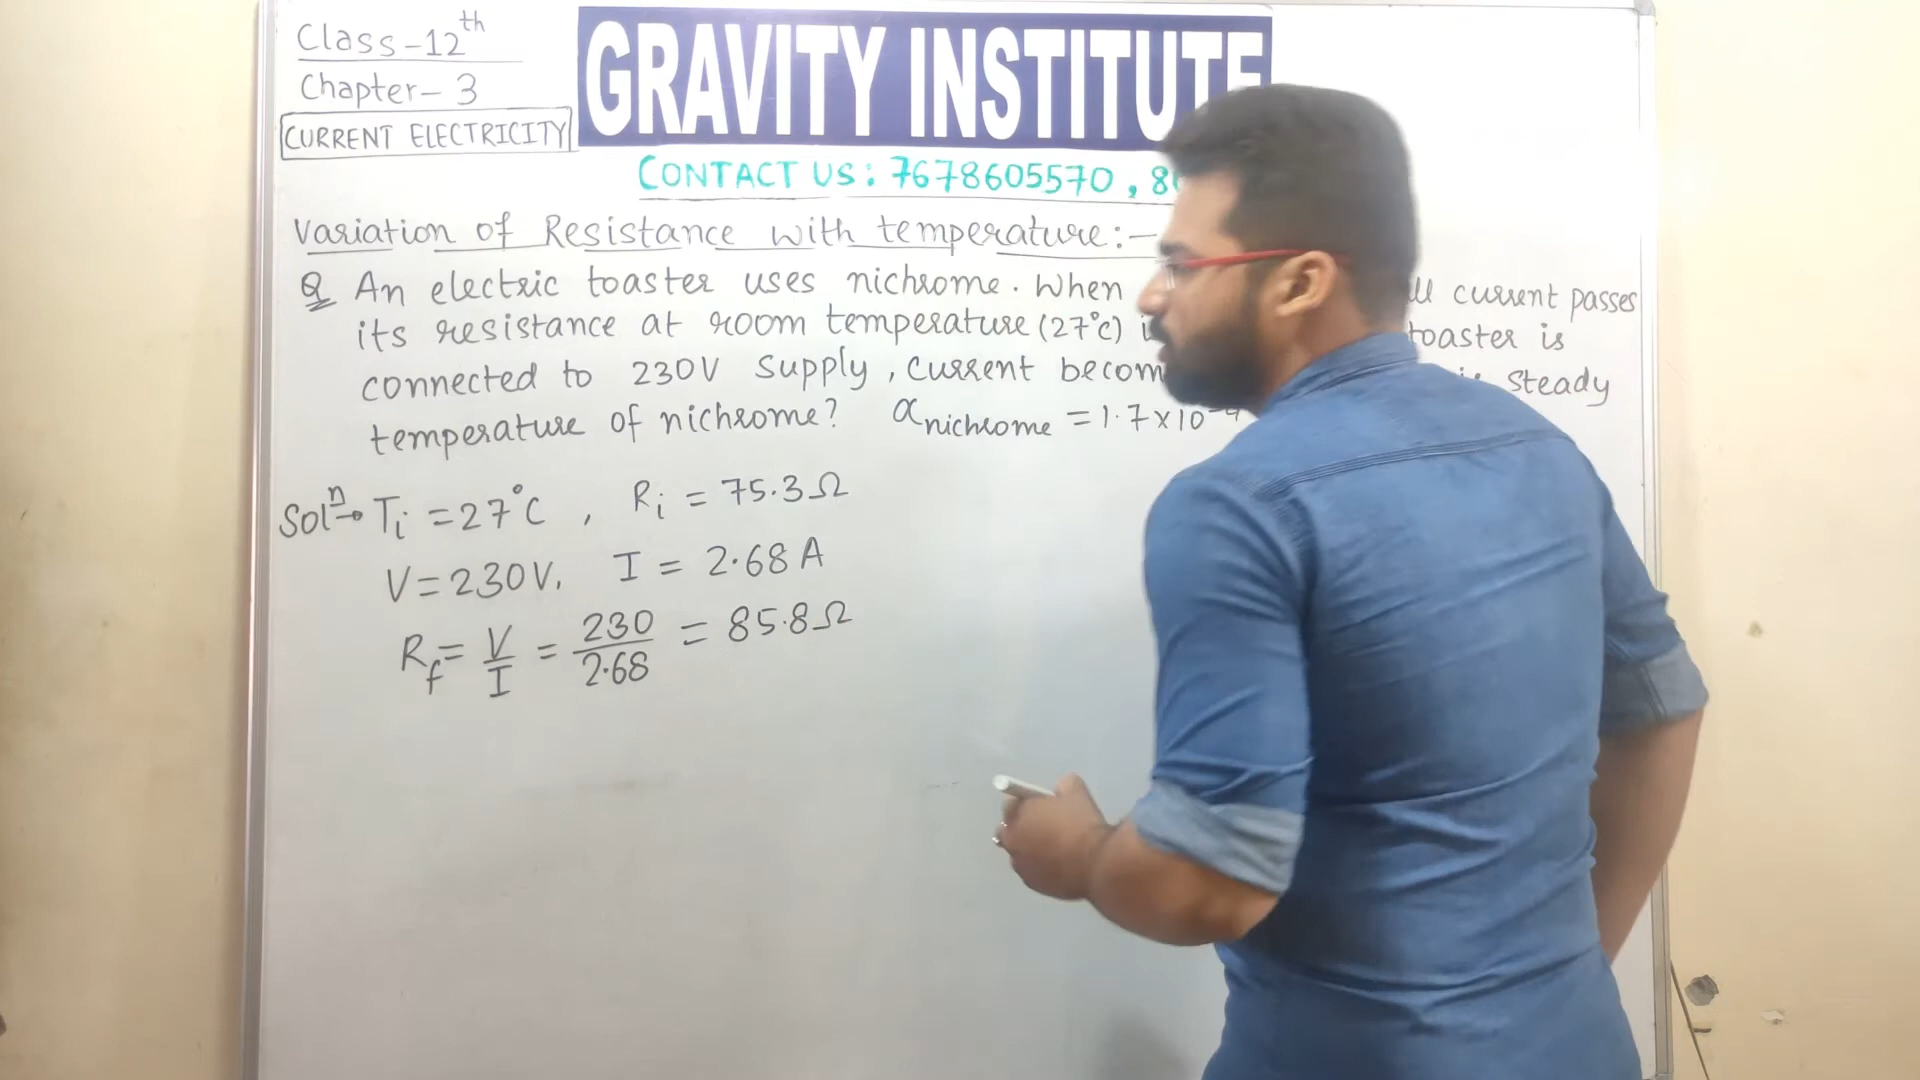 Class-12th
Chapter-3
CURRENT ELECTRICITY
GRAVITY INSTITUTE
CONTACT US: 7678605570, 8
Variation of Resistance with temperature:-
Q An electric toaster uses nichrome. When current passes
its resistance at room temperature (27°C) toaster is
connected to 230V supply, current steady
temperature of nichrome? α nichrome = 1.7×10⁻⁴
Solⁿ→ Ti = 27°C, Ri = 75.3Ω
V = 230V, I = 2.68 A
Rf = V/I = 230/2.68 = 85.8Ω